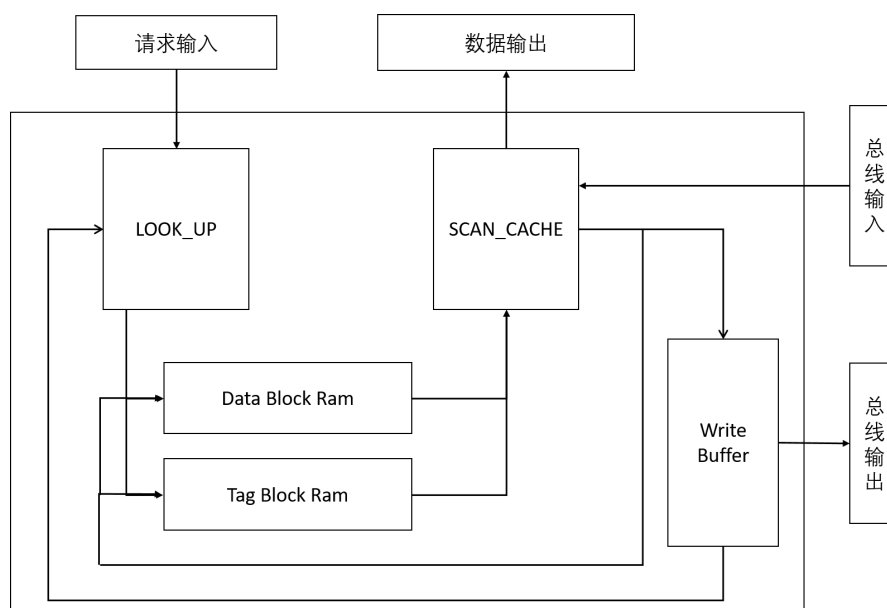 请求输入
数据输出
总线输入
LOOK_UP
SCAN_CACHE
Data Block Ram
Tag Block Ram
Write
Buffer
总线输出